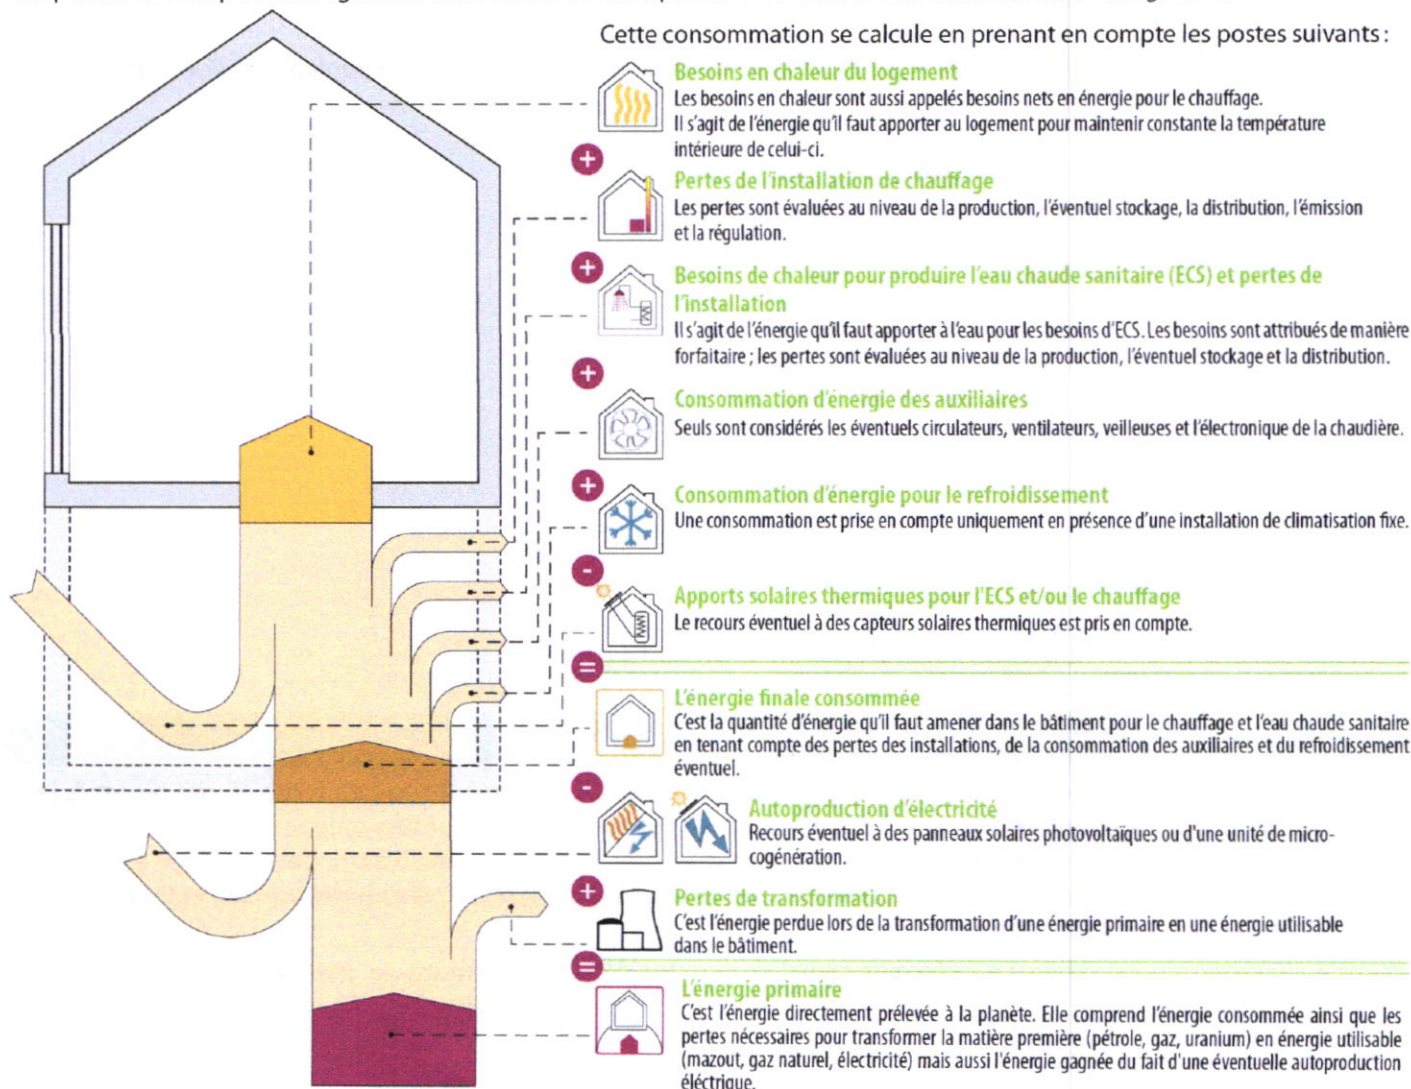 Cette consommation se calcule en prenant en compte les postes suivants :
Besoins en chaleur du logement
Les besoins en chaleur sont aussi appelés besoins nets en énergie pour le chauffage.
Il s'agit de l'énergie qu'il faut apporter au logement pour maintenir constante la température
intérieure de celui-ci.
+
Pertes de l'installation de chauffage
Les pertes sont évaluées au niveau de la production, l'éventuel stockage, la distribution, l'émission
et la régulation.
+
Besoins de chaleur pour produire l'eau chaude sanitaire (ECS) et pertes de
l'installation
Il s'agit de l'énergie qu'il faut apporter à l'eau pour les besoins d'ECS. Les besoins sont attribués de manière
forfaitaire ; les pertes sont évaluées au niveau de la production, l'éventuel stockage et la distribution.
+
Consommation d'énergie des auxiliaires
Seuls sont considérés les éventuels circulateurs, ventilateurs, veilleuses et l'électronique de la chaudière.
+
Consommation d'énergie pour le refroidissement
Une consommation est prise en compte uniquement en présence d'une installation de climatisation fixe.
-
Apports solaires thermiques pour l'ECS et/ou le chauffage
Le recours éventuel à des capteurs solaires thermiques est pris en compte.
=
L'énergie finale consommée
C'est la quantité d'énergie qu'il faut amener dans le bâtiment pour le chauffage et l'eau chaude sanitaire
en tenant compte des pertes des installations, de la consommation des auxiliaires et du refroidissement
éventuel.
-
Autoproduction d'électricité
Recours éventuel à des panneaux solaires photovoltaïques ou d'une unité de micro-
cogénération.
+
Pertes de transformation
C'est l'énergie perdue lors de la transformation d'une énergie primaire en une énergie utilisable
dans le bâtiment.
=
L'énergie primaire
C'est l'énergie directement prélevée à la planète. Elle comprend l'énergie consommée ainsi que les
pertes nécessaires pour transformer la matière première (pétrole, gaz, uranium) en énergie utilisable
(mazout, gaz naturel, électricité) mais aussi l'énergie gagnée du fait d'une éventuelle autoproduction
éléctrique.